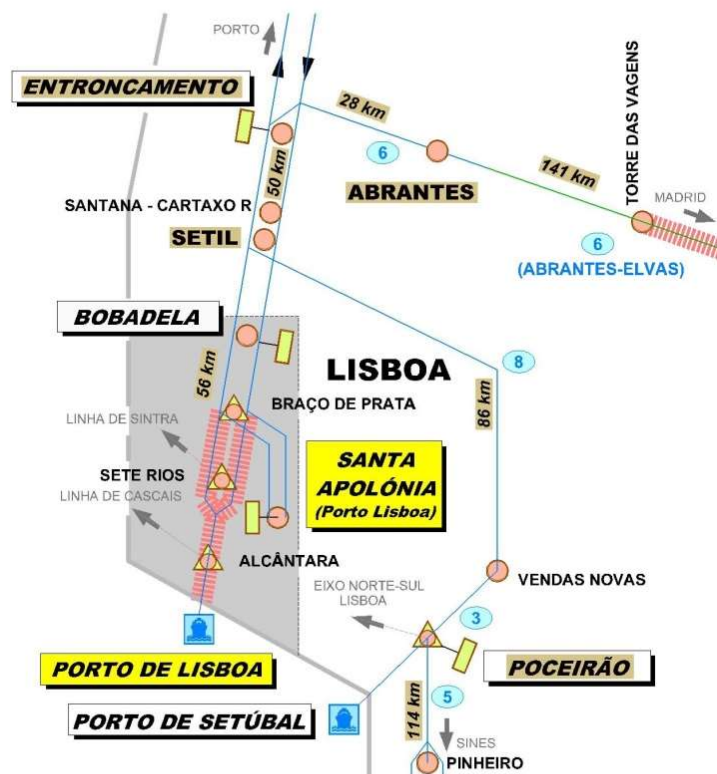 PORTO
ENTRONCAMENTO
28 km
6
50 km
141 km
TORRE DAS VAGENS
ABRANTES
SANTANA - CARTAXO R
SETIL
MADRID
6
(ABRANTES-ELVAS)
BOBADELA
LISBOA
8
56 km
86 km
BRAÇO DE PRATA
LINHA DE SINTRA
SETE RIOS
SANTA
APOLÓNIA
(Porto Lisboa)
LINHA DE CASCAIS
ALCÂNTARA
VENDAS NOVAS
EIXO NORTE-SUL
LISBOA
3
PORTO DE LISBOA
POCEIRÃO
5
114 km
PORTO DE SETÚBAL
SINES
PINHEIRO